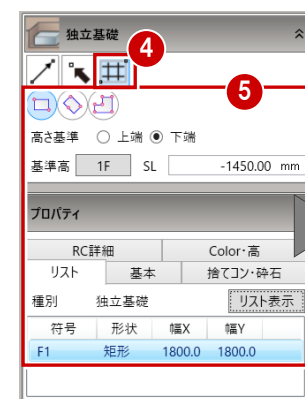 独立基礎
4
5
高さ基準 上端 下端
基準高 1F SL -1450.00 mm
プロパティ
RC詳細 Color・高
リスト 基本 捨てコン・砕石
種別 独立基礎 リスト表示
符号 形状 幅X 幅Y
F1 矩形 1800.0 1800.0